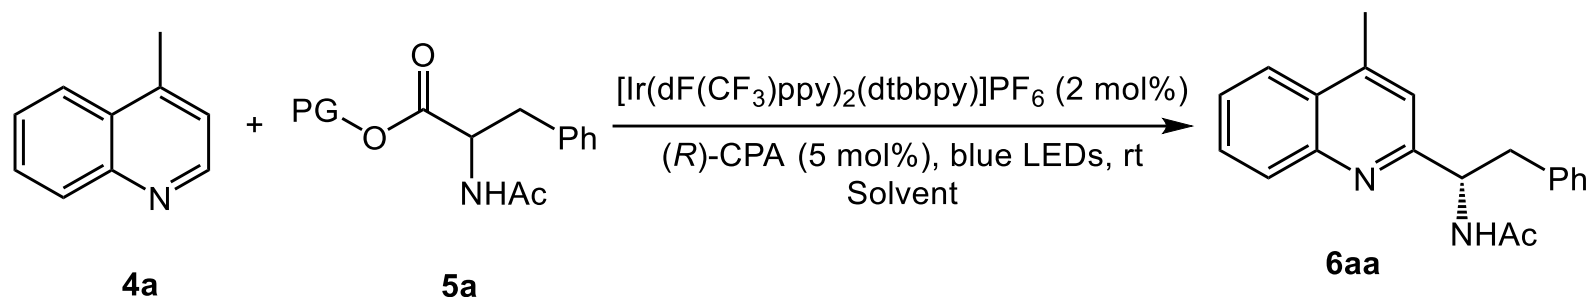 N
4a
+
PG
O
O
Ph
NHAc
5a
[Ir(dF(CF₃)ppy)₂(dtbbpy)]PF₆ (2 mol%)
(R)-CPA (5 mol%), blue LEDs, rt
Solvent
N
Ph
NHAc
6aa